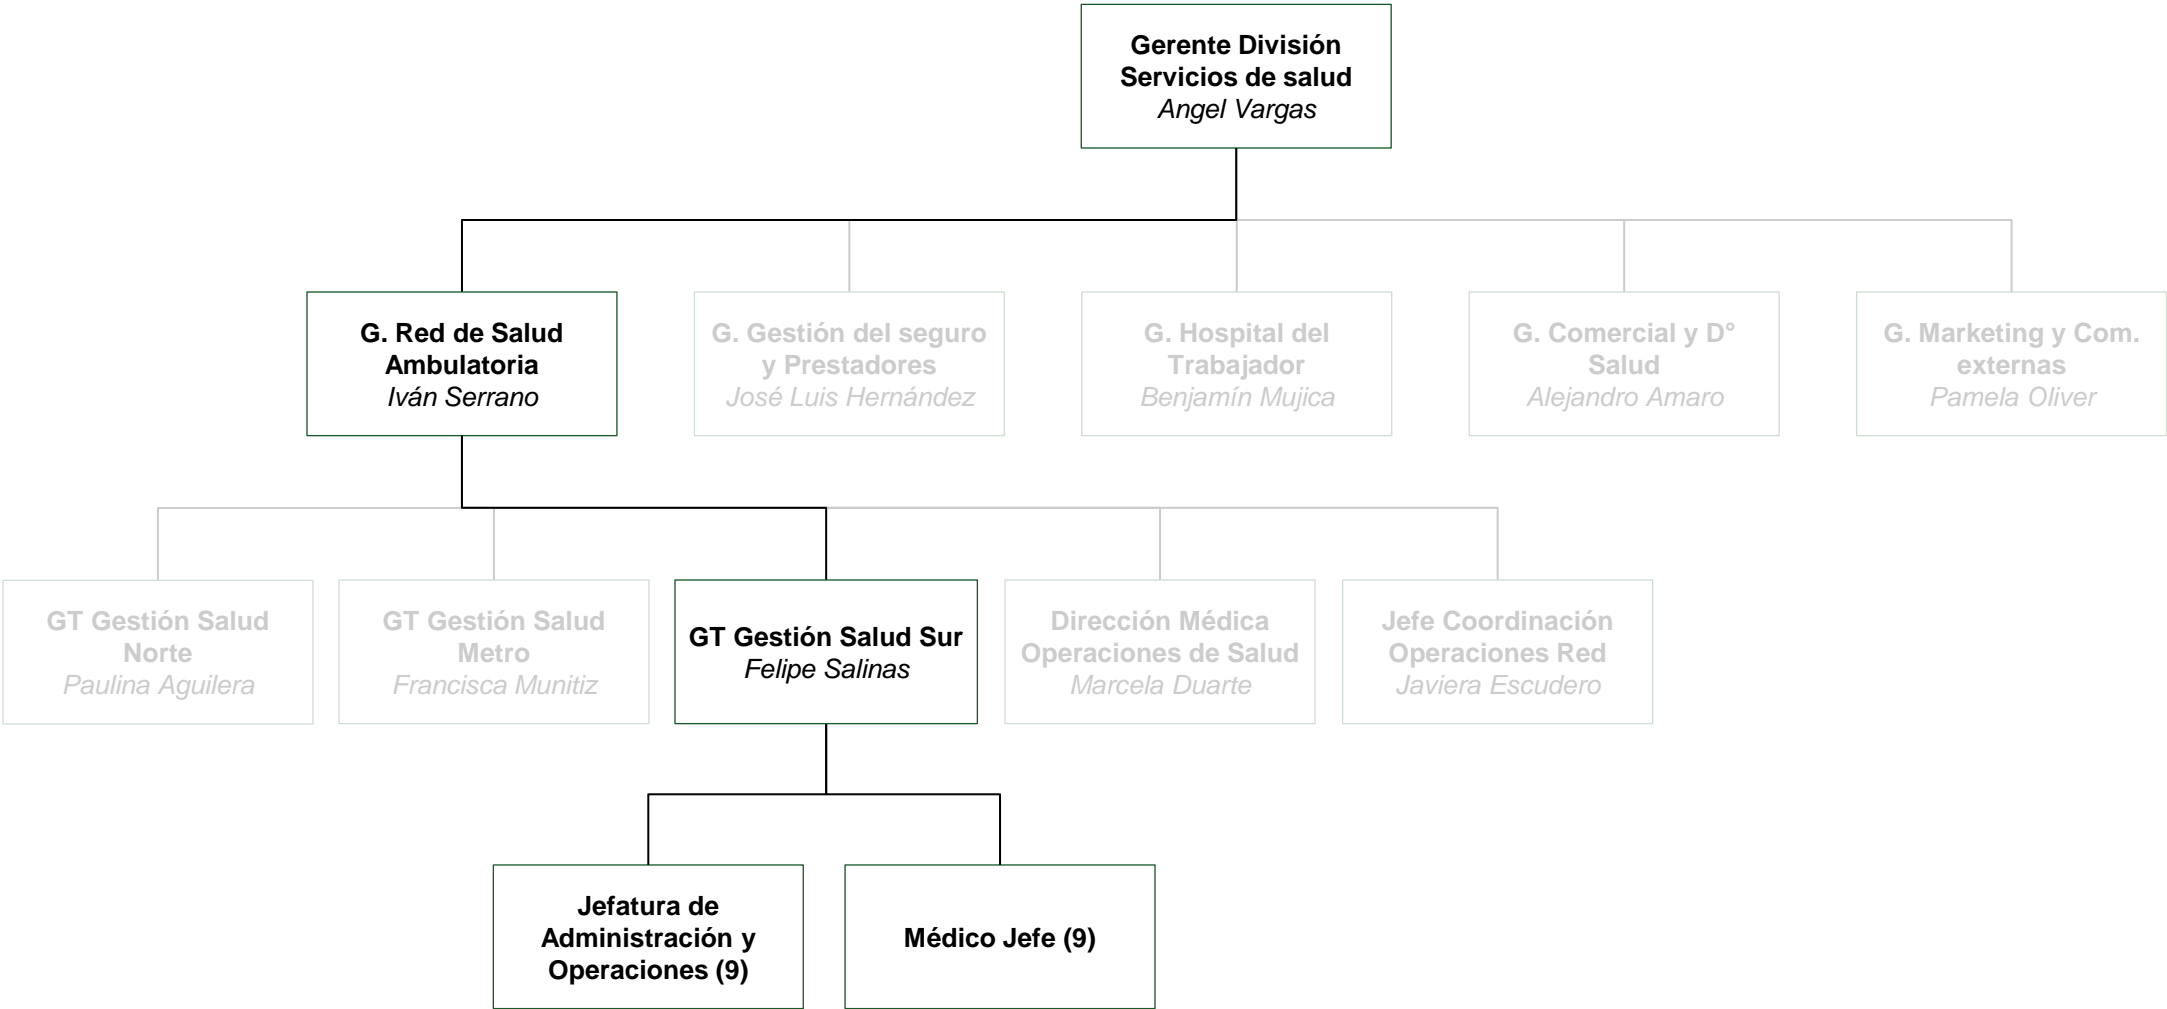 Gerente División
Servicios de salud
Angel Vargas
G. Red de Salud
Ambulatoria
Iván Serrano
G. Gestión del seguro
y Prestadores
José Luis Hernández
G. Hospital del
Trabajador
Benjamín Mujica
G. Comercial y D°
Salud
Alejandro Amaro
G. Marketing y Com.
externas
Pamela Oliver
GT Gestión Salud
Norte
Paulina Aguilera
GT Gestión Salud
Metro
Francisca Munitiz
GT Gestión Salud Sur
Felipe Salinas
Dirección Médica
Operaciones de Salud
Marcela Duarte
Jefe Coordinación
Operaciones Red
Javiera Escudero
Jefatura de
Administración y
Operaciones (9)
Médico Jefe (9)